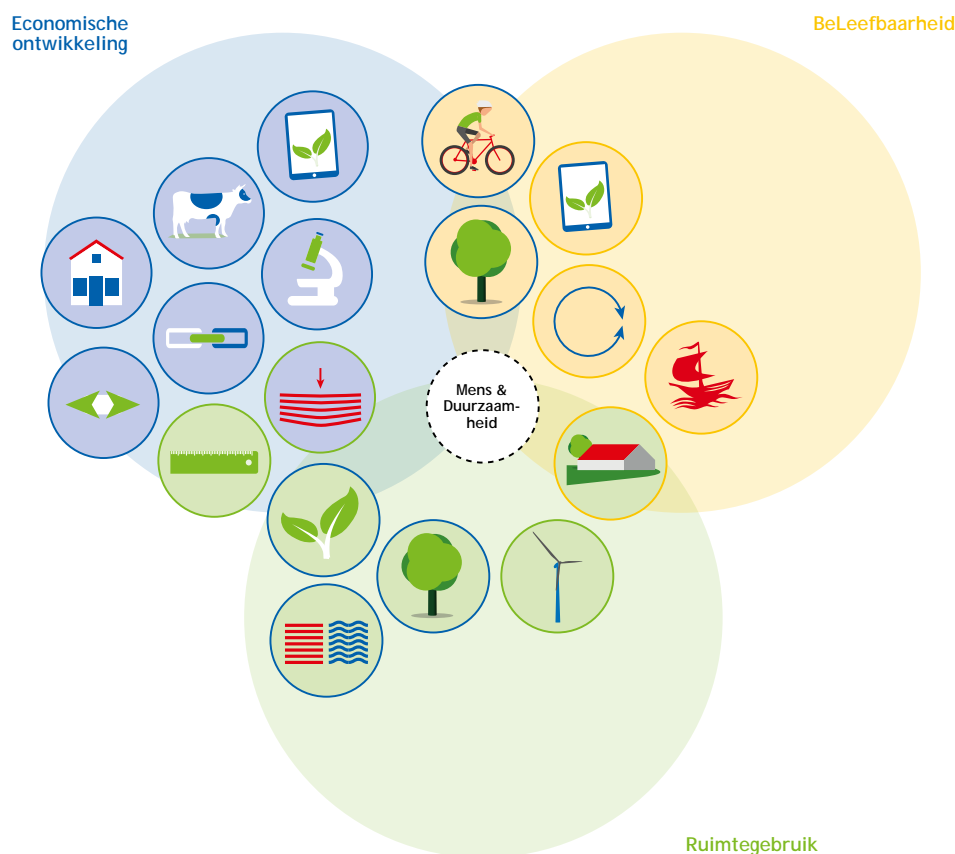 Economische
ontwikkeling
BeLeefbaarheid
Mens &
Duurzaam-
heid
Ruimtegebruik